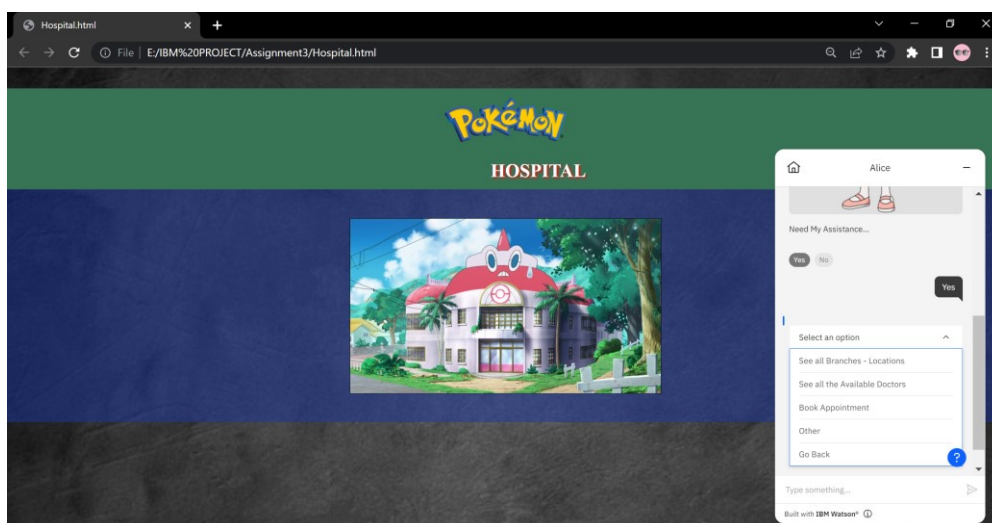 Hospital.html
File | E:/IBM%20PROJECT/Assignment3/Hospital.html
POKéMON
HOSPITAL
Alice
Need My Assistance...
Yes No
Yes
Select an option
See all Branches - Locations
See all the Available Doctors
Book Appointment
Other
Go Back
?
Type something...
Built with IBM Watson®